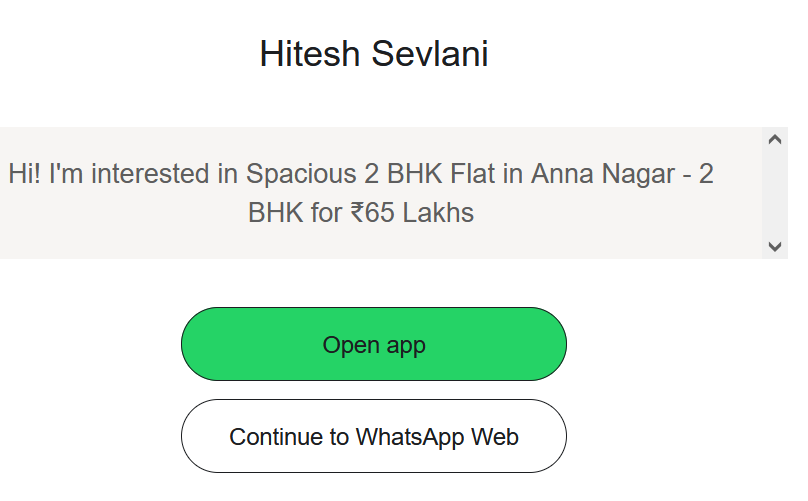 Hitesh Sevlani
Hi! I'm interested in Spacious 2 BHK Flat in Anna Nagar - 2
BHK for ₹65 Lakhs
Open app
Continue to WhatsApp Web